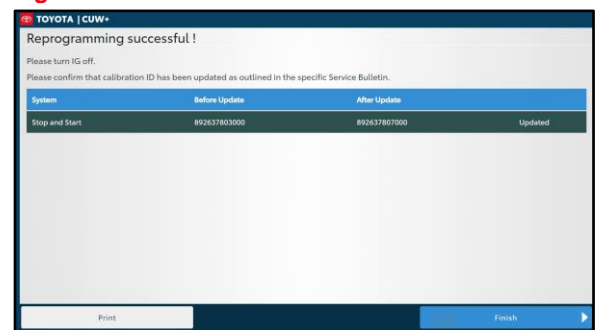 TOYOTA | CUW+
Reprogramming successful !
Please turn IG off.
Please confirm that calibration ID has been updated as outlined in the specific Service Bulletin.
System Before Update After Update
Stop and Start 892637803000 892637807000 Updated
Print Finish